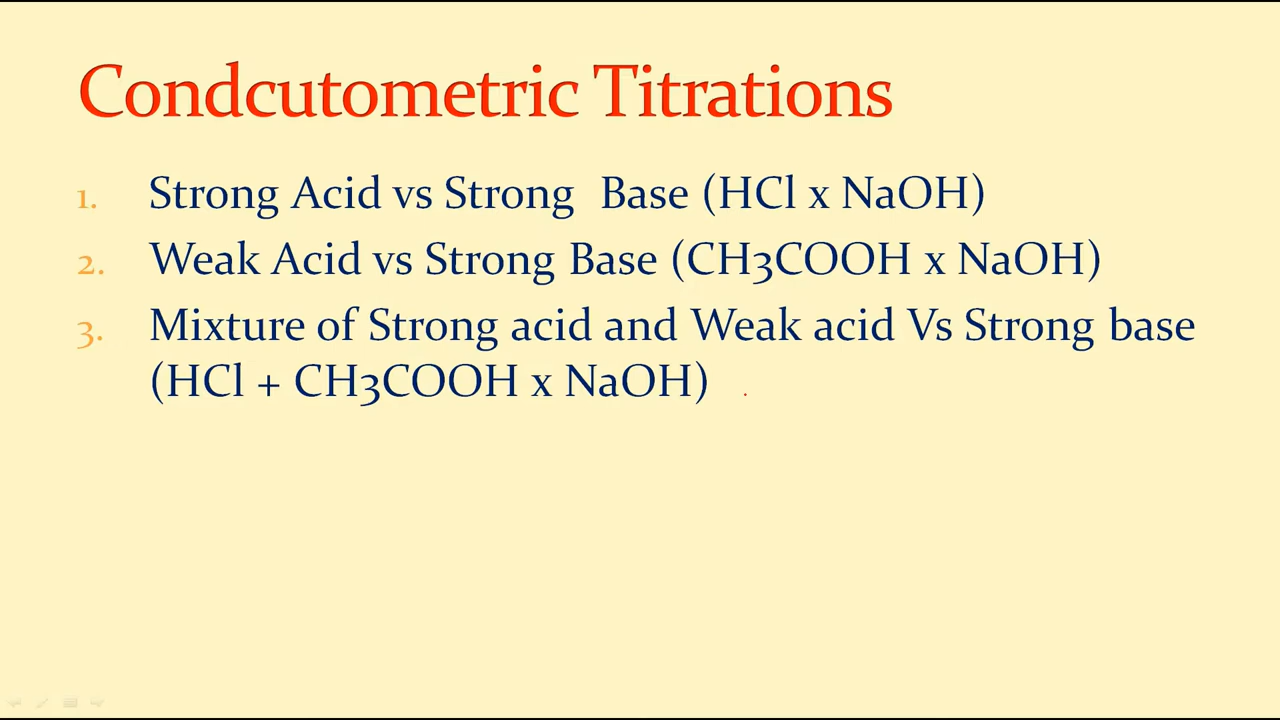 Condcutometric Titrations
1. Strong Acid vs Strong Base (HCl x NaOH)
2. Weak Acid vs Strong Base (CH3COOH x NaOH)
3. Mixture of Strong acid and Weak acid Vs Strong base
(HCl + CH3COOH x NaOH)